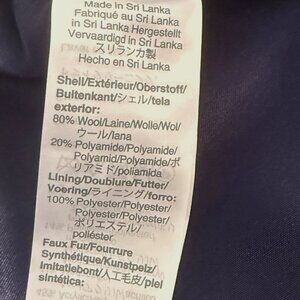 Made in Sri Lanka
Fabriqué au Sri Lanka
in Sri Lanka Hergestellt
Vervaardigd in Sri Lanka
スリランカ製
Hecho en Sri Lanka
Shell/Extérieur/Oberstoff/
Buitenkant/シェル/tela
exterior:
80% Wool/Laine/Wolle/Wol/
ウール/lana
20% Polyamide/Polyamide/
Polyamid/Polyamide/ポ
リアミド/poliamida
Lining/Doublure/Futter/
Voering/ライニング/forro:
100% Polyester/Polyester/
Polyester/Polyester/
ポリエステル/
poliéster
Faux Fur/Fourrure
Synthétique/Kunstpelz/
Imitatiebont/人工毛皮/piel
sintética: